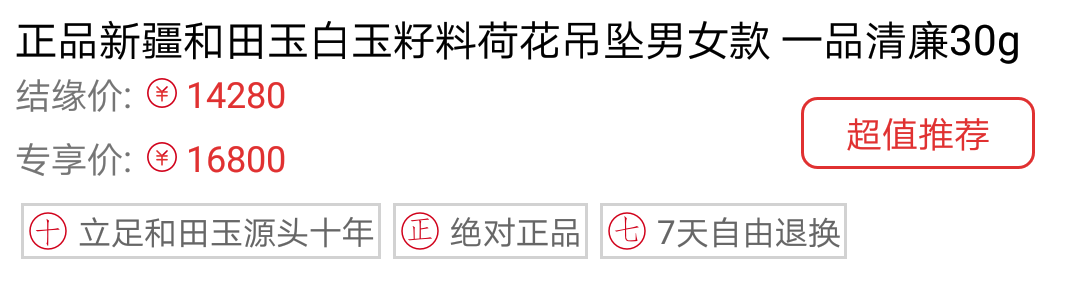 正品新疆和田玉白玉籽料荷花吊坠男女款 一品清廉30g
结缘价: ¥ 14280
超值推荐
专享价: ¥ 16800
十 立足和田玉源头十年 正 绝对正品 七 7天自由退换